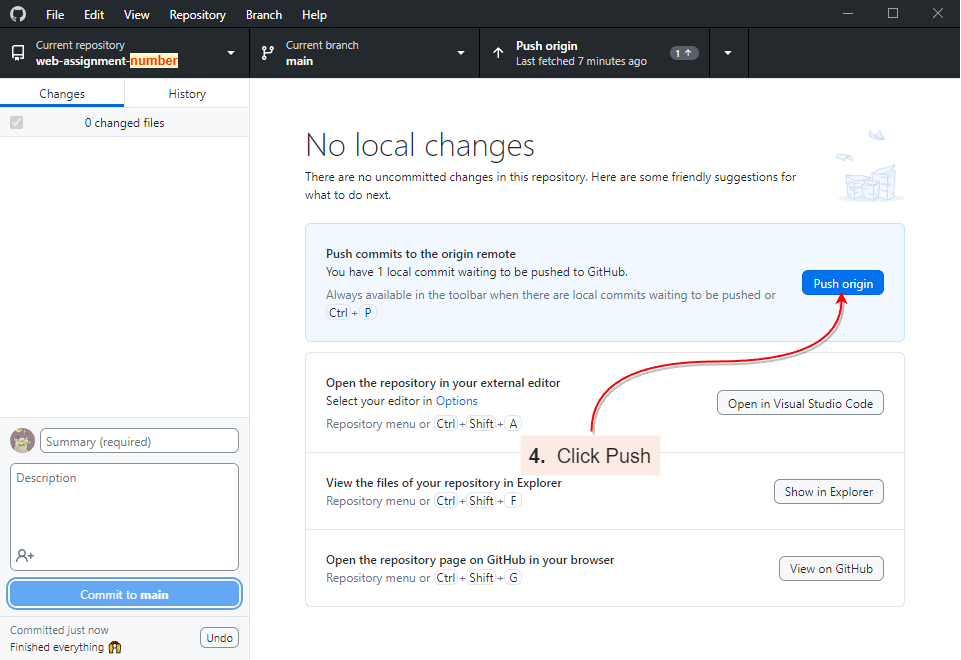 File Edit View Repository Branch Help
Current repository
web-assignment-number
Current branch
main
Push origin
Last fetched 7 minutes ago
1
Changes History
0 changed files
No local changes
There are no uncommitted changes in this repository. Here are some friendly suggestions for
what to do next.
Push commits to the origin remote
You have 1 local commit waiting to be pushed to GitHub.
Always available in the toolbar when there are local commits waiting to be pushed or
Ctrl + P
Push origin
Open the repository in your external editor
Select your editor in Options
Repository menu or Ctrl + Shift + A
Open in Visual Studio Code
4. Click Push
View the files of your repository in Explorer
Repository menu or Ctrl + Shift + F
Show in Explorer
Open the repository page on GitHub in your browser
Repository menu or Ctrl + Shift + G
View on GitHub
Summary (required)
Description
Commit to main
Committed just now
Finished everything
Undo